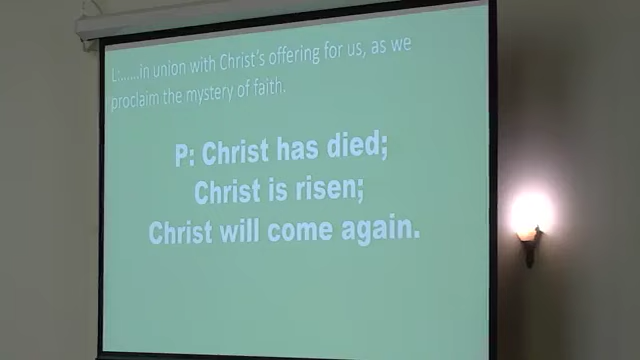 L:......in union with Christ's offering for us, as we
proclaim the mystery of faith.
P: Christ has died;
Christ is risen;
Christ will come again.